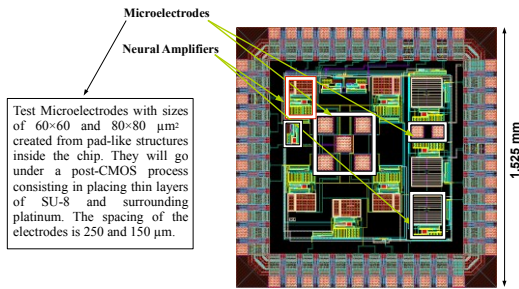 Microelectrodes
Neural Amplifiers
Test Microelectrodes with sizes
of 60×60 and 80×80 µm²
created from pad-like structures
inside the chip. They will go
under a post-CMOS process
consisting in placing thin layers
of SU-8 and surrounding
platinum. The spacing of the
electrodes is 250 and 150 µm.
1.525 mm